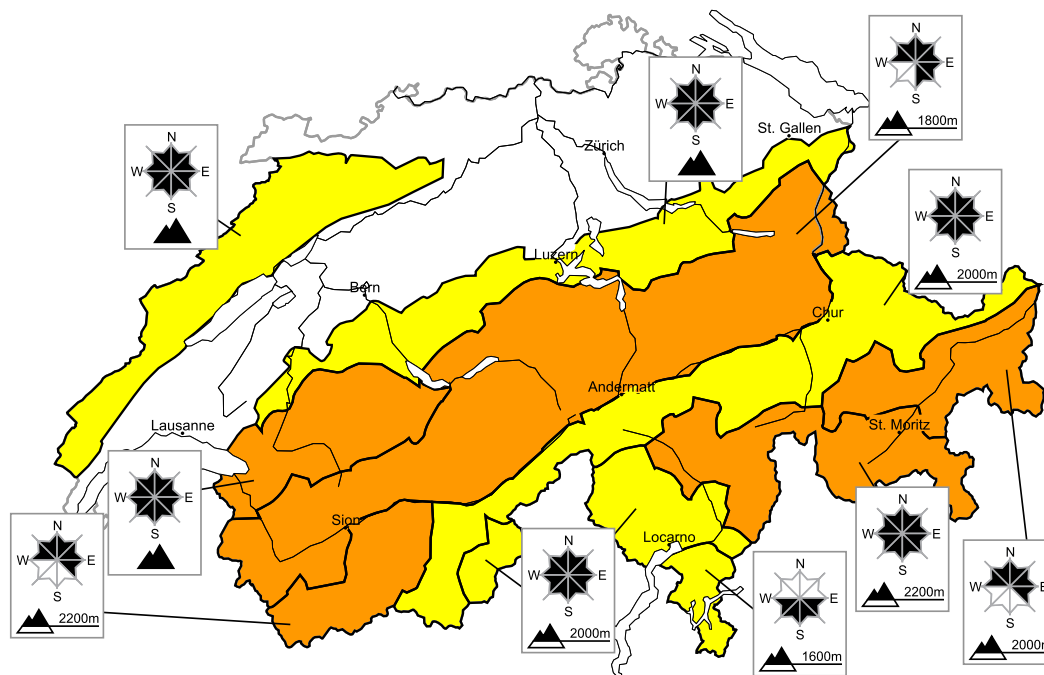 N
W E
S
1800m
N
W E
S
St. Gallen
N
W E
S
Zürich
N
W E
S
2000m
Luzern
Bern
Chur
Andermatt
Lausanne
St. Moritz
N
W E
S
Sion
N
W E
S
2200m
Locarno
N
W E
S
2000m
N
W E
S
1600m
N
W E
S
2200m
N
W E
S
2000m